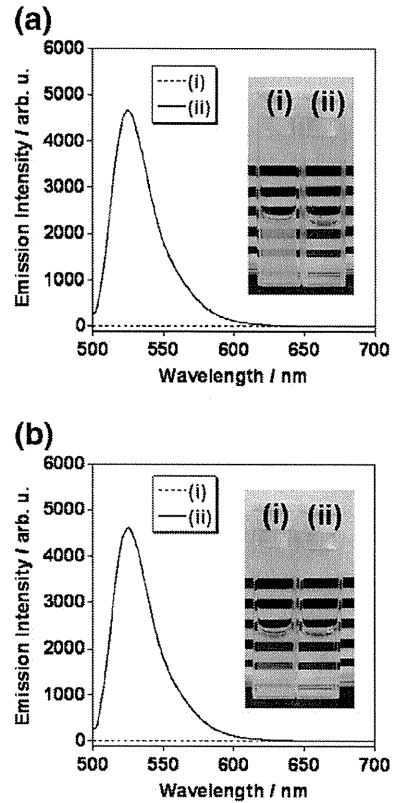 (a)
Emission Intensity / arb. u.
6000
5000
4000
3000
2000
1000
0
(i)
(ii)
(i) (ii)
500 550 600 650 700
Wavelength / nm
(b)
Emission Intensity / arb. u.
6000
5000
4000
3000
2000
1000
0
(i)
(ii)
(i) (ii)
500 550 600 650 700
Wavelength / nm